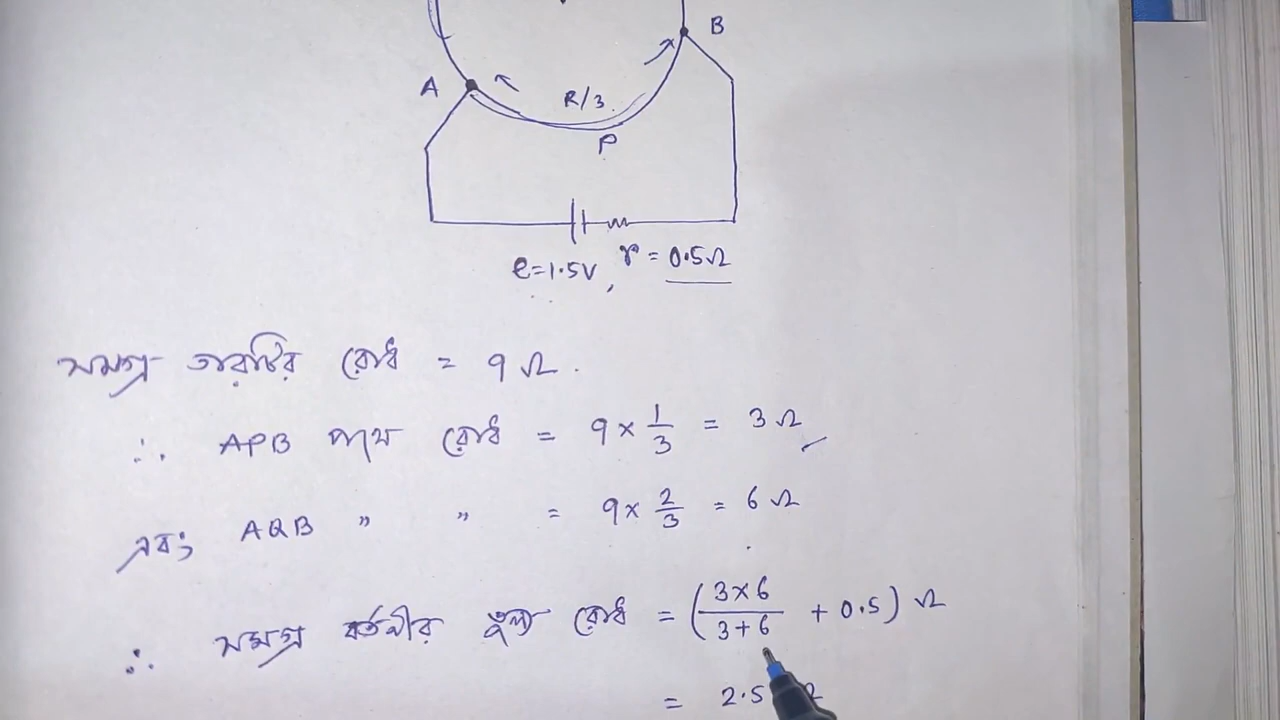 B
A
R/3
P
e=1.5V, r = 0.5Ω
সমগ্র তারটির রোধ = 9 Ω.
∴ APB পথে রোধ = 9 × 1/3 = 3 Ω
এবং AQB " " = 9 × 2/3 = 6 Ω
∴ সমগ্র বর্তনীর তুল্য রোধ = (3×6/3+6 + 0.5) Ω
= 2.5 Ω